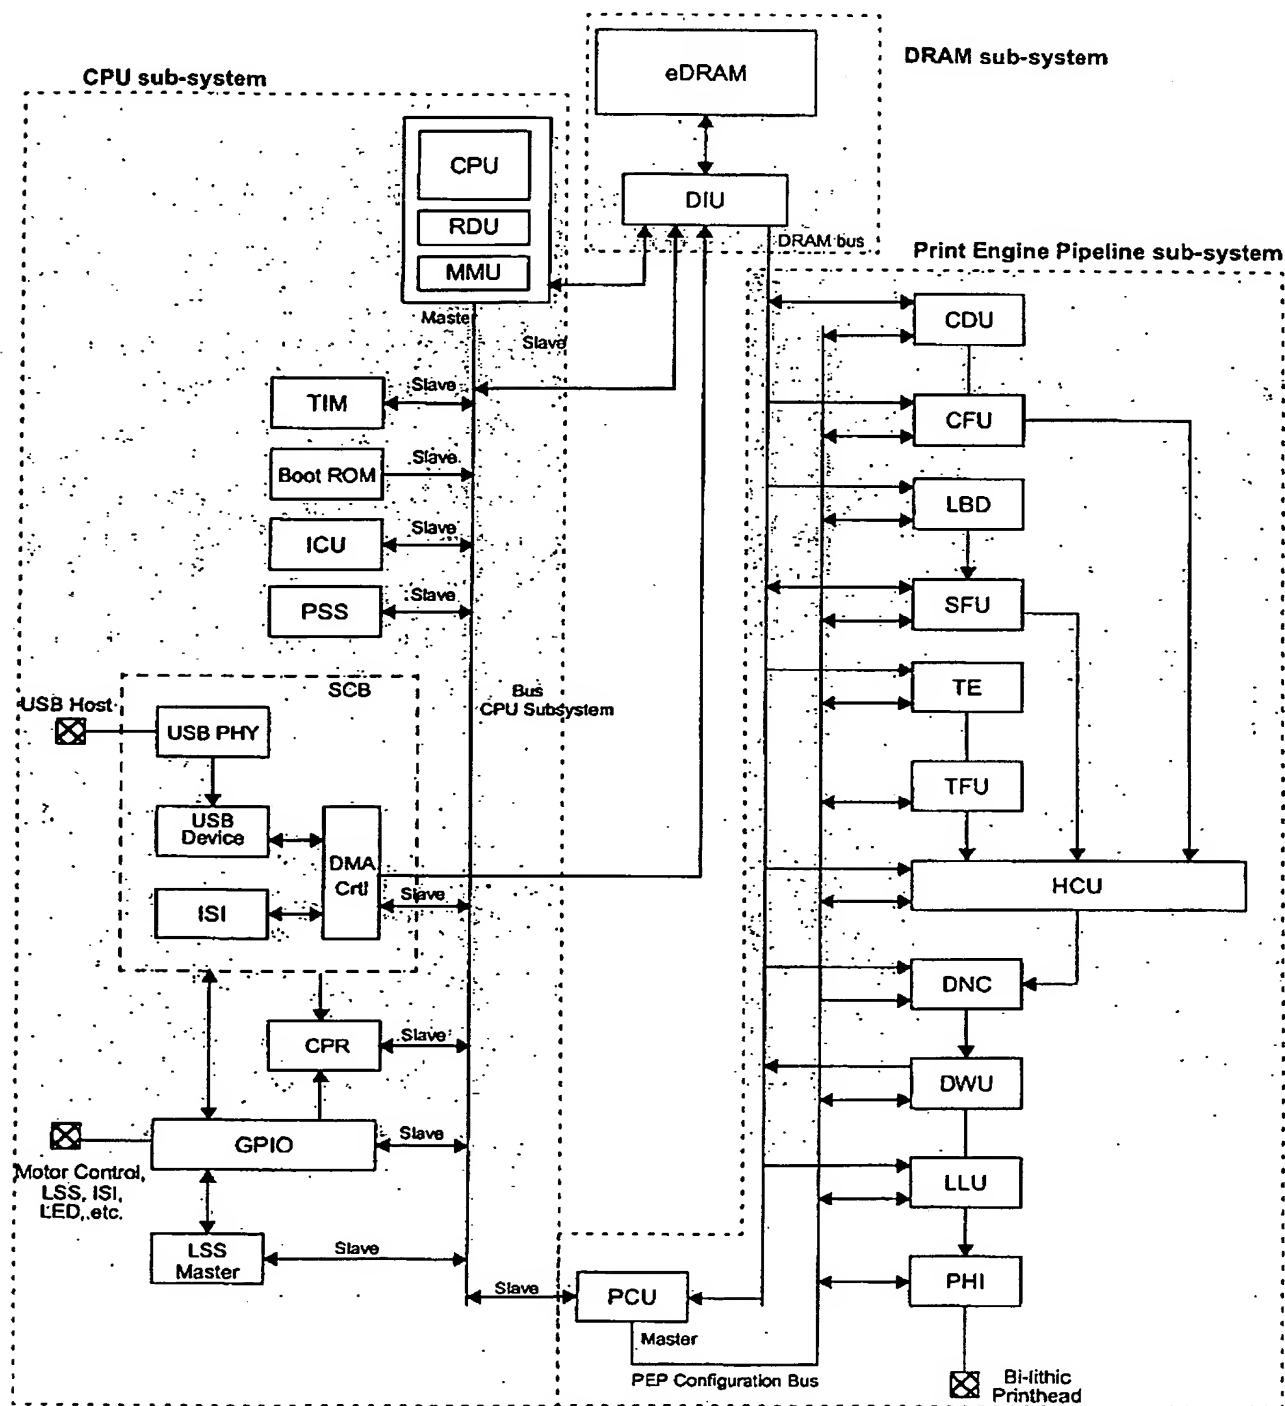 CPU sub-system
DRAM sub-system
eDRAM
DIU
DRAM bus
Print Engine Pipeline sub-system
CPU
RDU
MMU
Master
Slave
TIM
Slave
Boot ROM
Slave
ICU
Slave
PSS
Slave
SCB
Bus
CPU Subsystem
USB Host
USB PHY
USB
Device
DMA
Crtl
ISI
Slave
CPR
Slave
GPIO
Slave
Motor Control,
LSS, ISI,
LED, etc.
LSS
Master
Slave
Slave
PCU
Master
PEP Configuration Bus
CDU
CFU
LBD
SFU
TE
TFU
HCU
DNC
DWU
LLU
PHI
Bi-lithic
Printhead